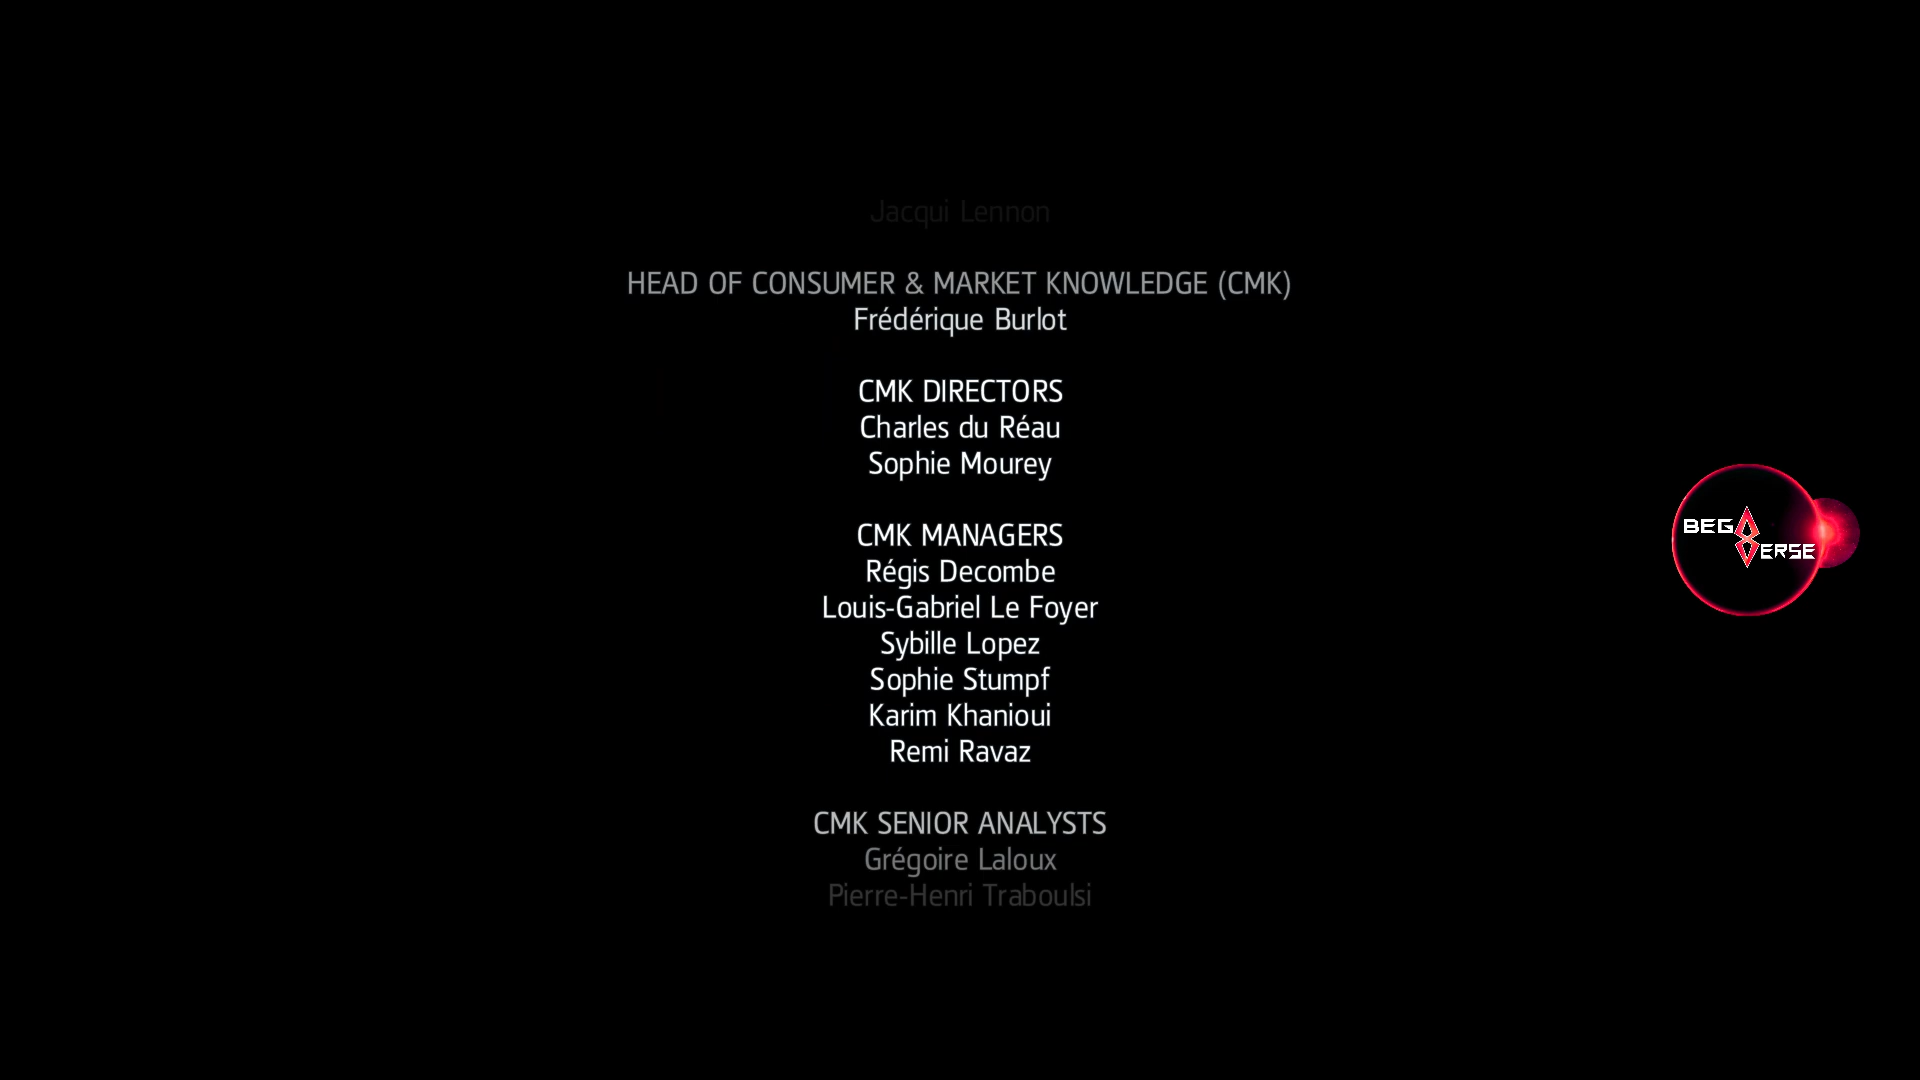 Jacqui Lennon
HEAD OF CONSUMER & MARKET KNOWLEDGE (CMK)
Frédérique Burlot
CMK DIRECTORS
Charles du Réau
Sophie Mourey
CMK MANAGERS
Régis Decombe
Louis-Gabriel Le Foyer
Sybille Lopez
Sophie Stumpf
Karim Khanioui
Remi Ravaz
CMK SENIOR ANALYSTS
Grégoire Laloux
Pierre-Henri Traboulsi
BEGA
VERSE